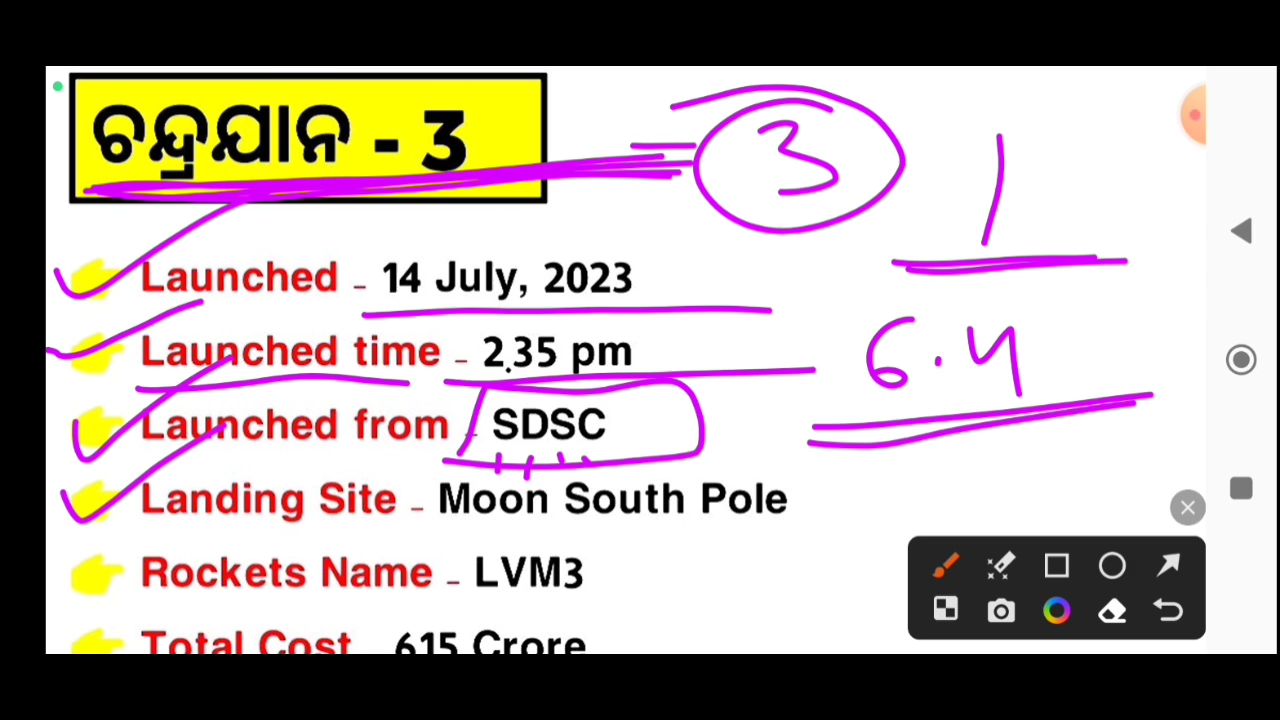 ଚନ୍ଦ୍ରଯାନ - 3
3
1
Launched - 14 July, 2023
Launched time - 2.35 pm
6.4
Launched from - SDSC
Landing Site - Moon South Pole
Rockets Name - LVM3
Total Cost 615 Crore